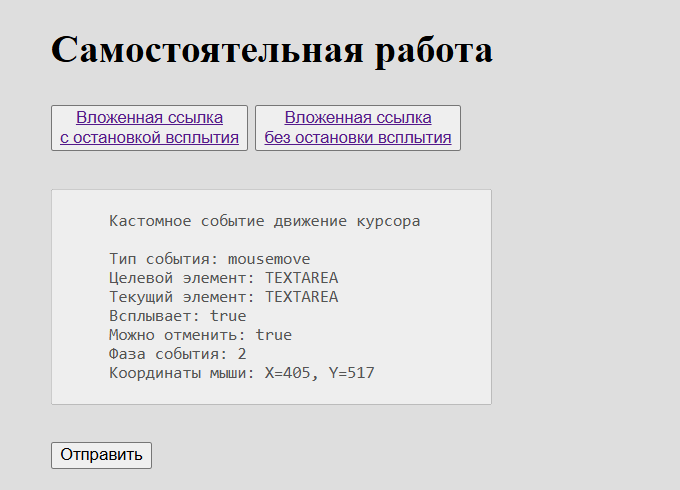 Самостоятельная работа
Вложенная ссылка
с остановкой всплытия
Вложенная ссылка
без остановки всплытия
Кастомное событие движение курсора
Тип события: mousemove
Целевой элемент: TEXTAREA
Текущий элемент: TEXTAREA
Всплывает: true
Можно отменить: true
Фаза события: 2
Координаты мыши: X=405, Y=517
Отправить